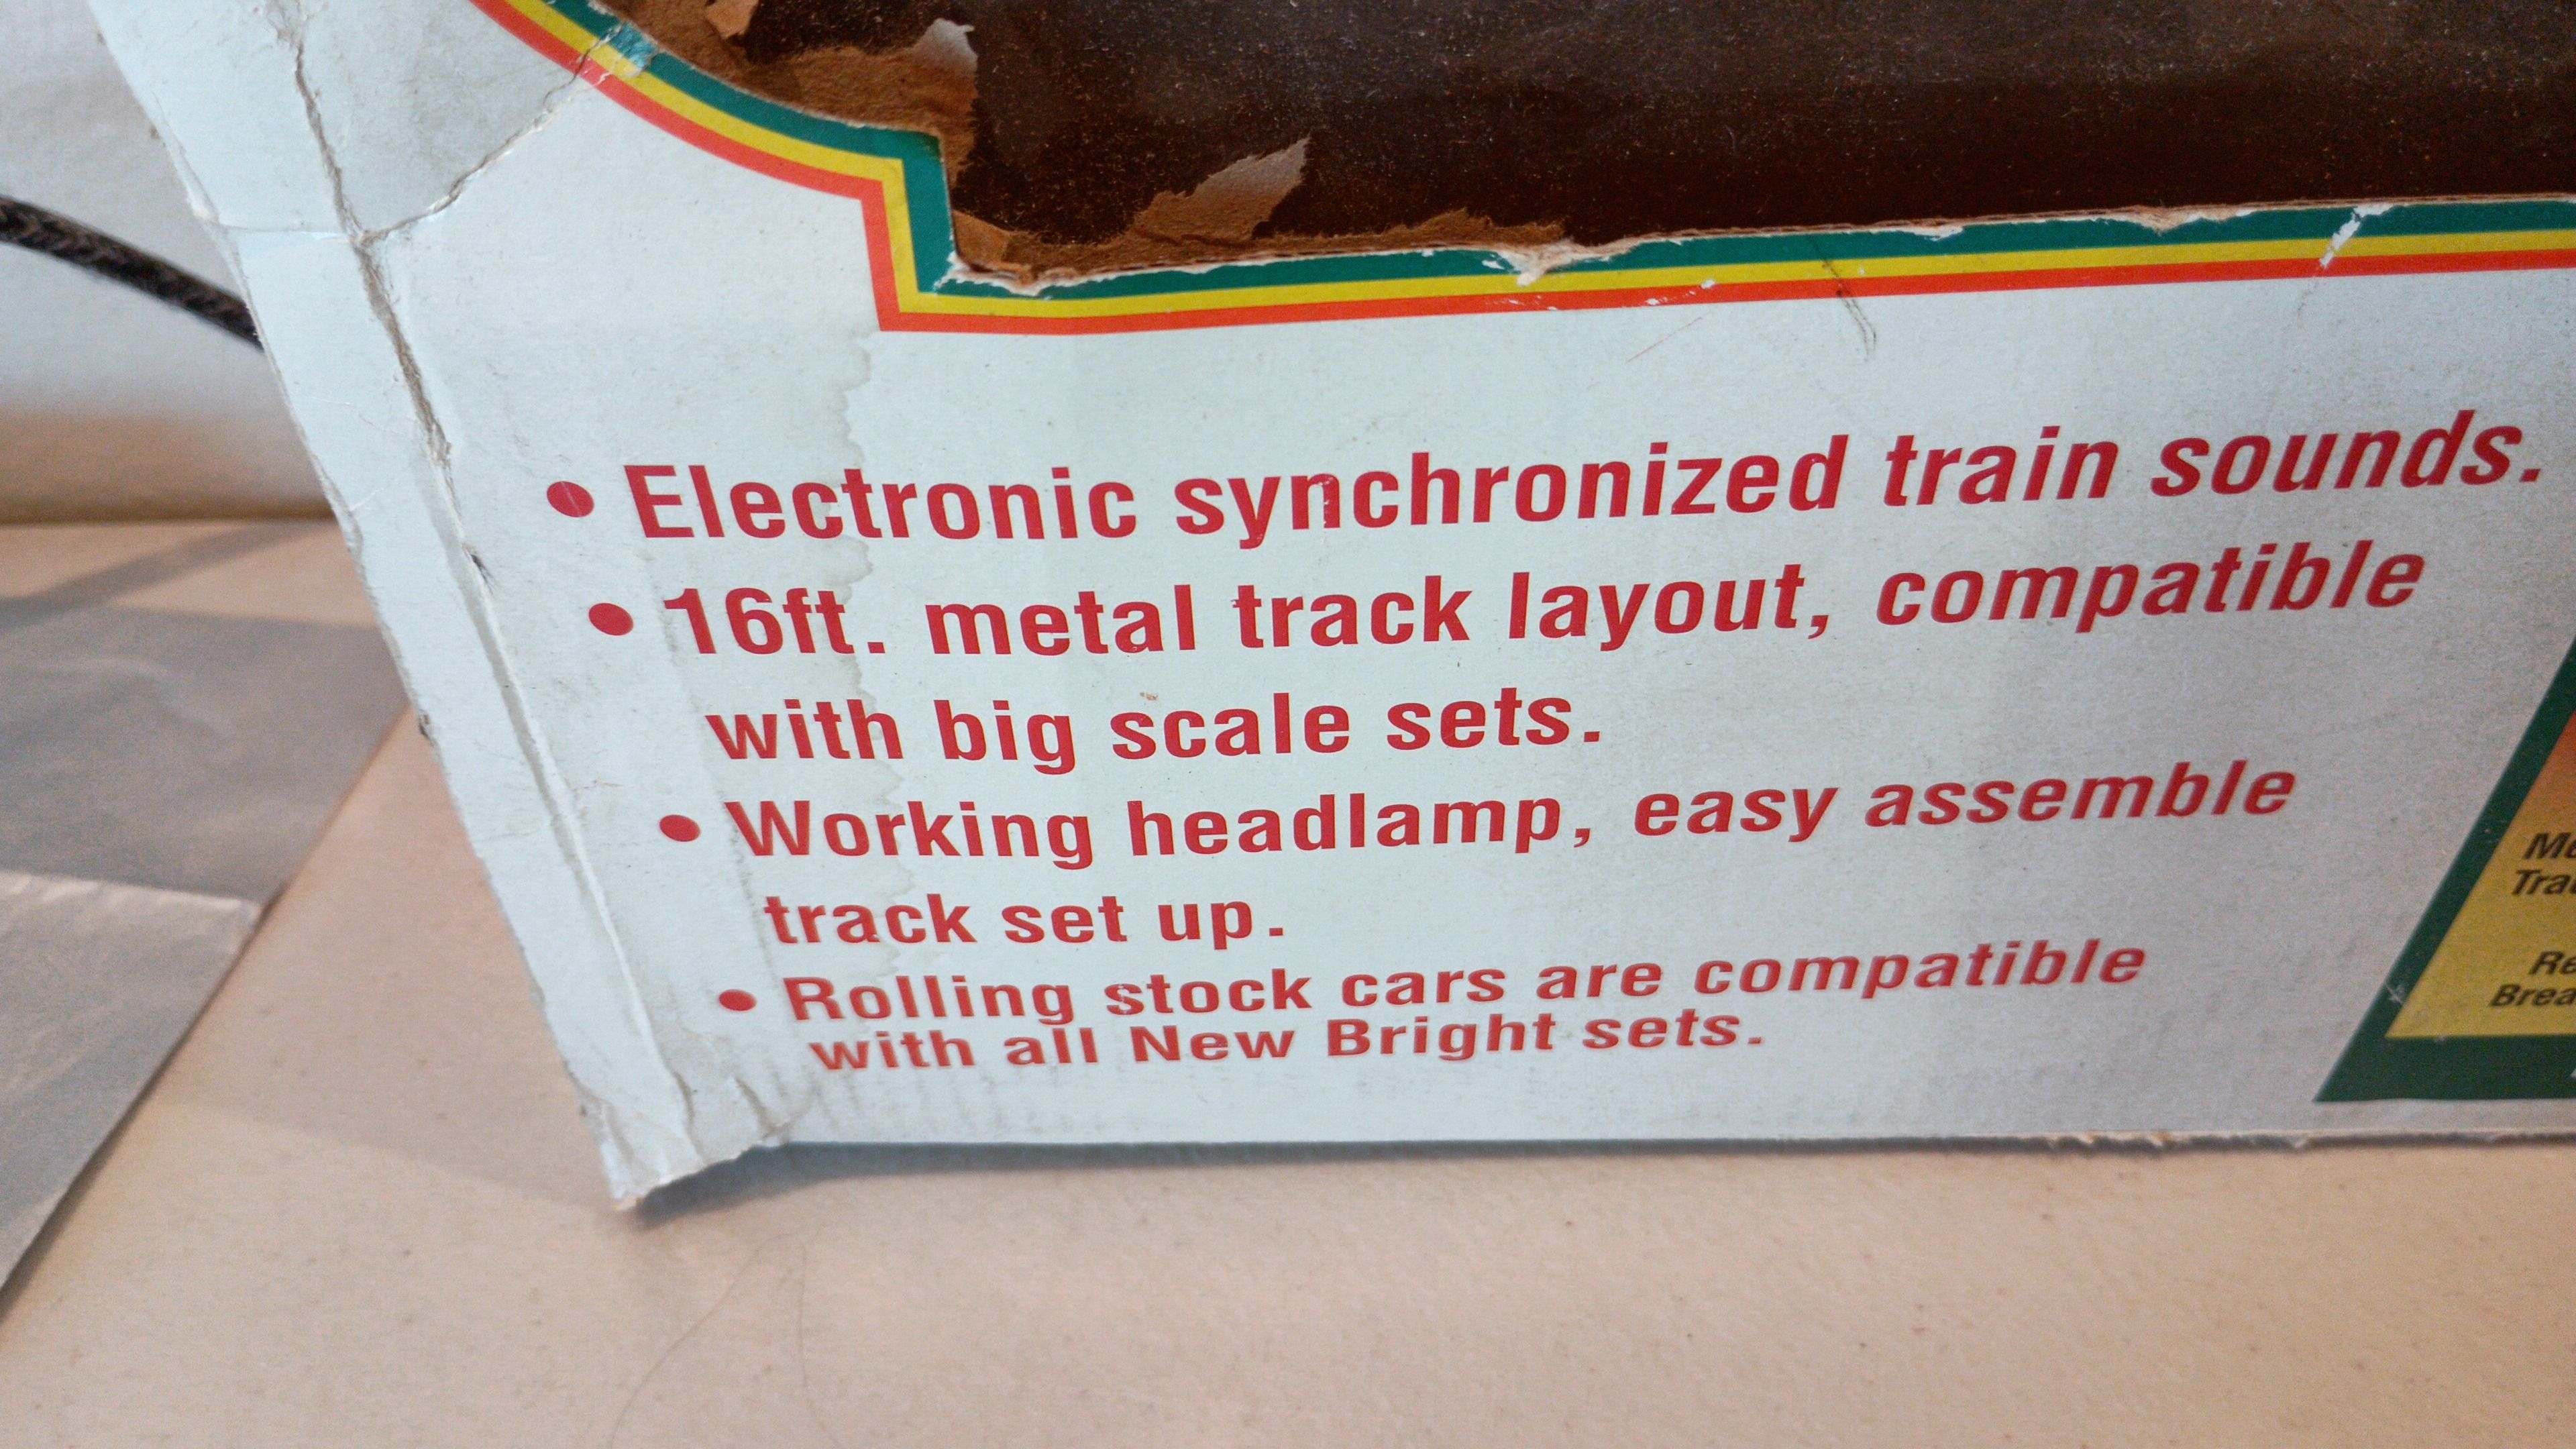 • Electronic synchronized train sounds.
• 16ft. metal track layout, compatible
with big scale sets.
• Working headlamp, easy assemble
track set up.
• Rolling stock cars are compatible
with all New Bright sets.